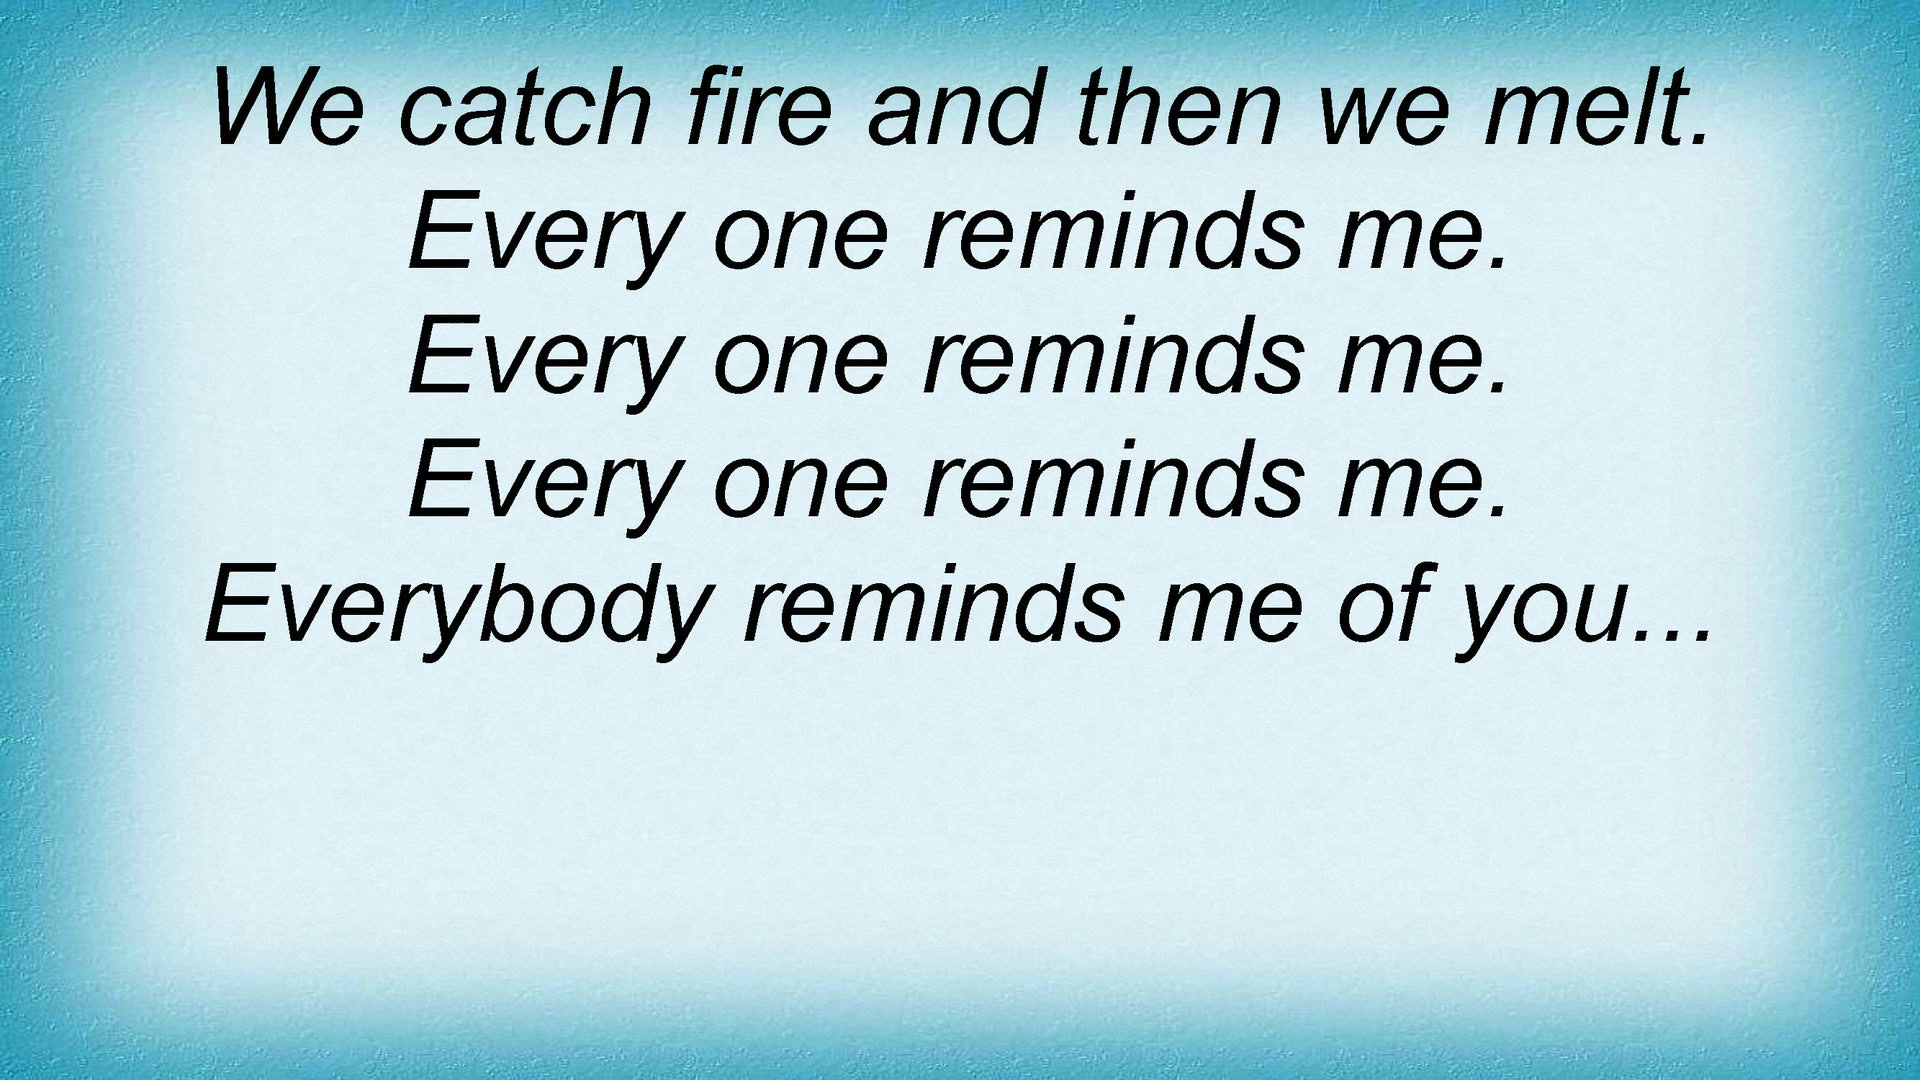 We catch fire and then we melt.
Every one reminds me.
Every one reminds me.
Every one reminds me.
Everybody reminds me of you...